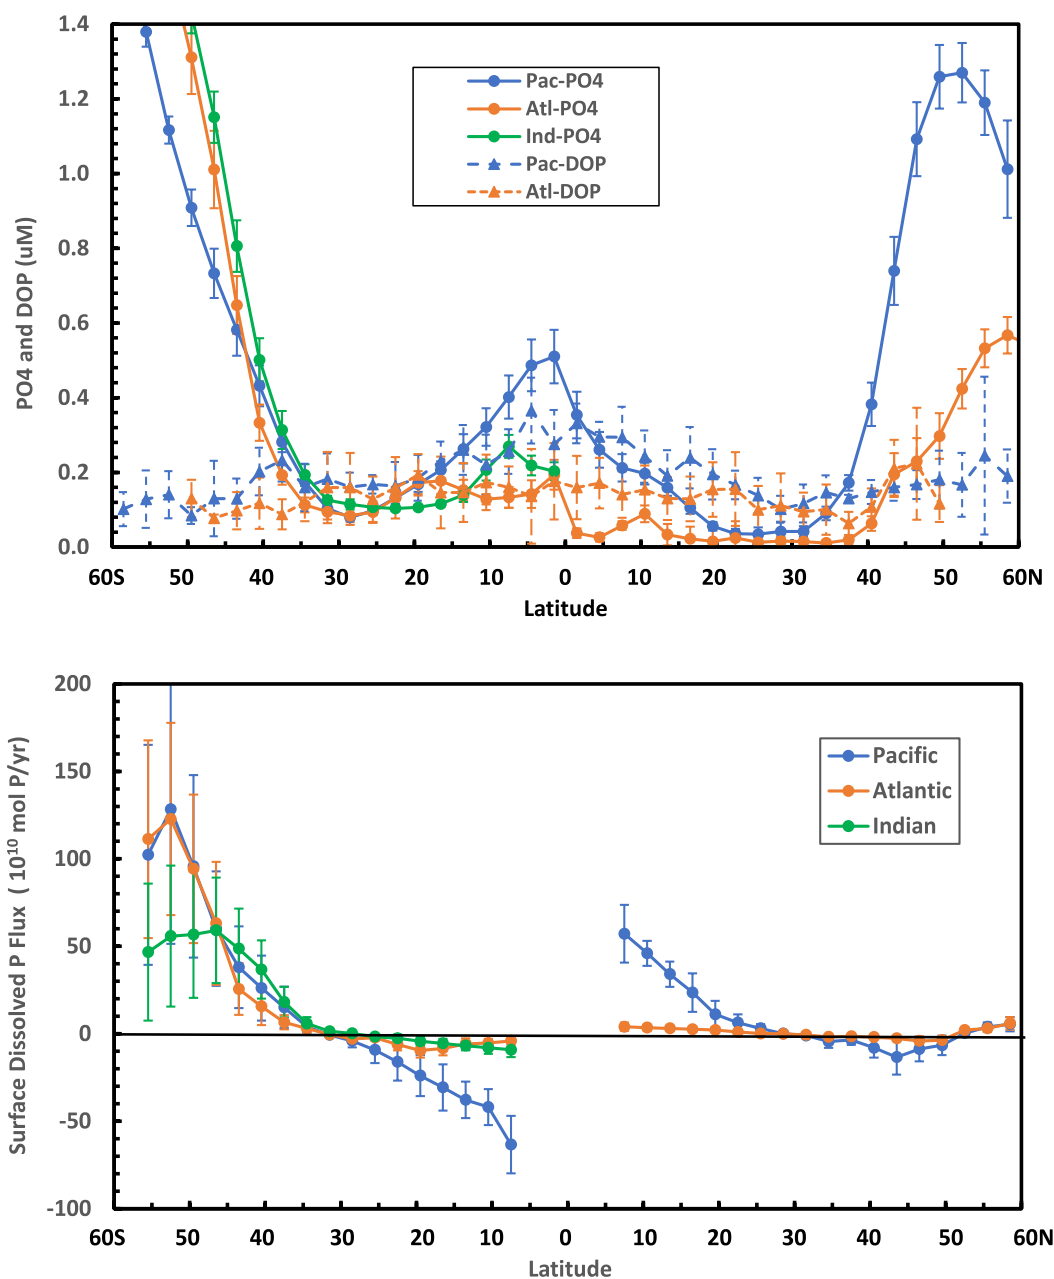 1.4
1.2
1.0
0.8
0.6
0.4
0.2
0.0
PO4 and DOP (uM)
Pac-PO4
Atl-PO4
Ind-PO4
Pac-DOP
Atl-DOP
60S 50 40 30 20 10 0 10 20 30 40 50 60N
Latitude
200
150
100
50
0
-50
-100
Surface Dissolved P Flux ( 10¹⁰ mol P/yr)
Pacific
Atlantic
Indian
60S 50 40 30 20 10 0 10 20 30 40 50 60N
Latitude